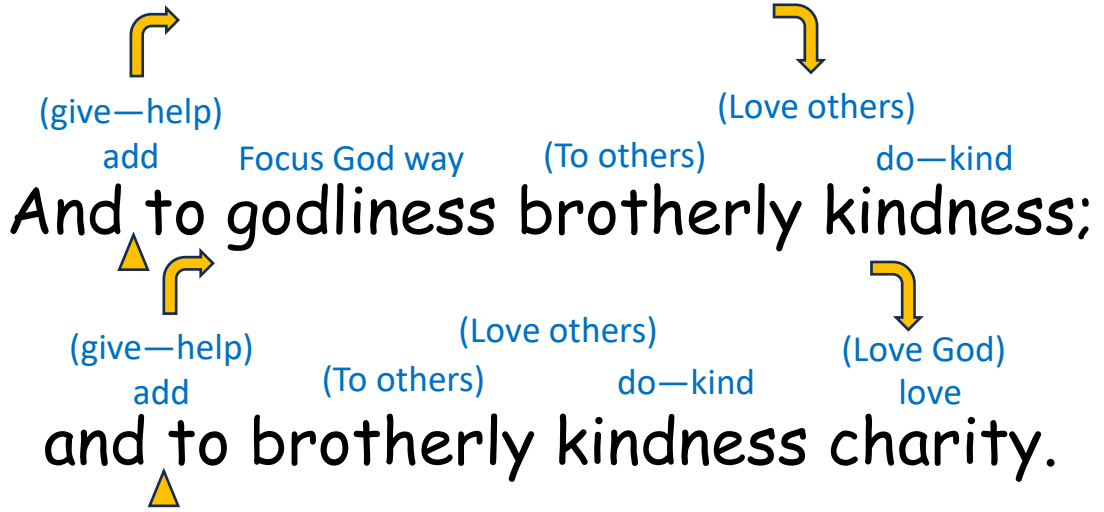 (give—help) (Love others)
add Focus God way (To others) do—kind
And to godliness brotherly kindness;
(Love others)
(give—help) (Love God)
(To others) do—kind
add love
and to brotherly kindness charity.